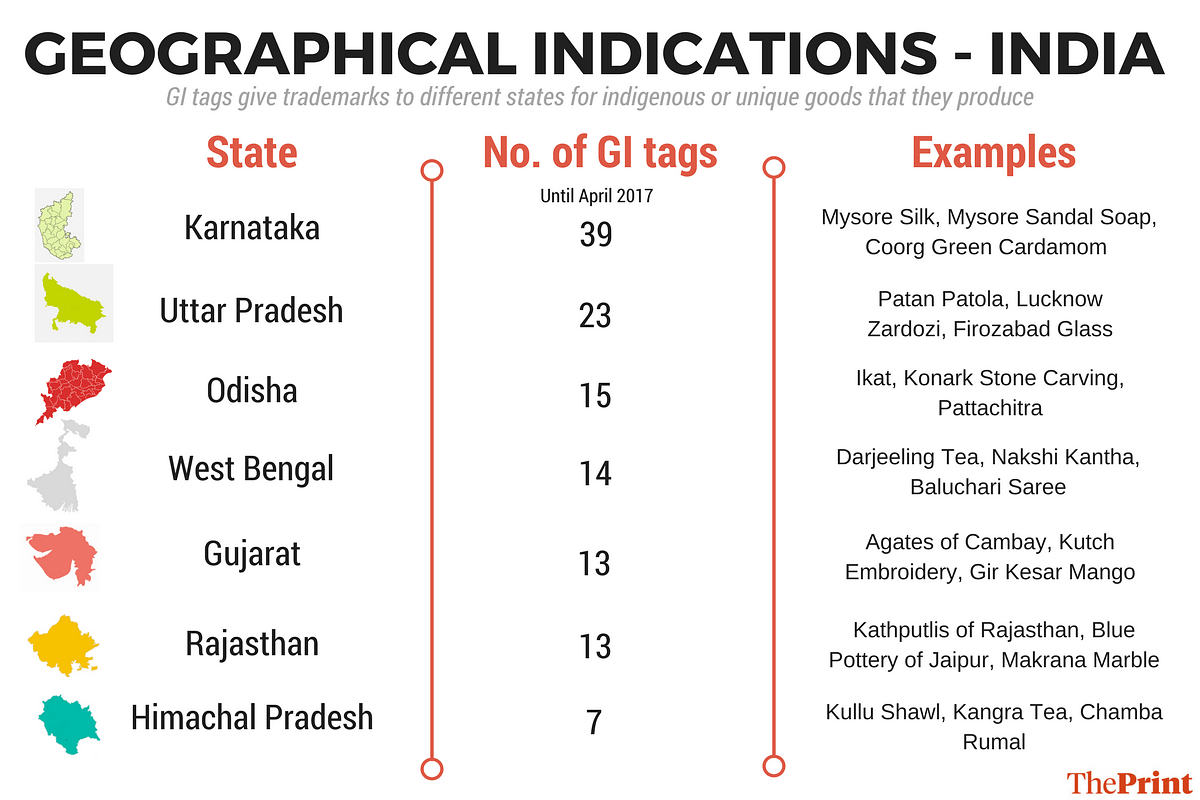 GEOGRAPHICAL INDICATIONS - INDIA
GI tags give trademarks to different states for indigenous or unique goods that they produce
State
No. of GI tags
Examples
Until April 2017
Karnataka
39
Mysore Silk, Mysore Sandal Soap,
Coorg Green Cardamom
Uttar Pradesh
23
Patan Patola, Lucknow
Zardozi, Firozabad Glass
Odisha
15
Ikat, Konark Stone Carving,
Pattachitra
West Bengal
14
Darjeeling Tea, Nakshi Kantha,
Baluchari Saree
Gujarat
13
Agates of Cambay, Kutch
Embroidery, Gir Kesar Mango
Rajasthan
13
Kathputlis of Rajasthan, Blue
Pottery of Jaipur, Makrana Marble
Himachal Pradesh
7
Kullu Shawl, Kangra Tea, Chamba
Rumal
ThePrint